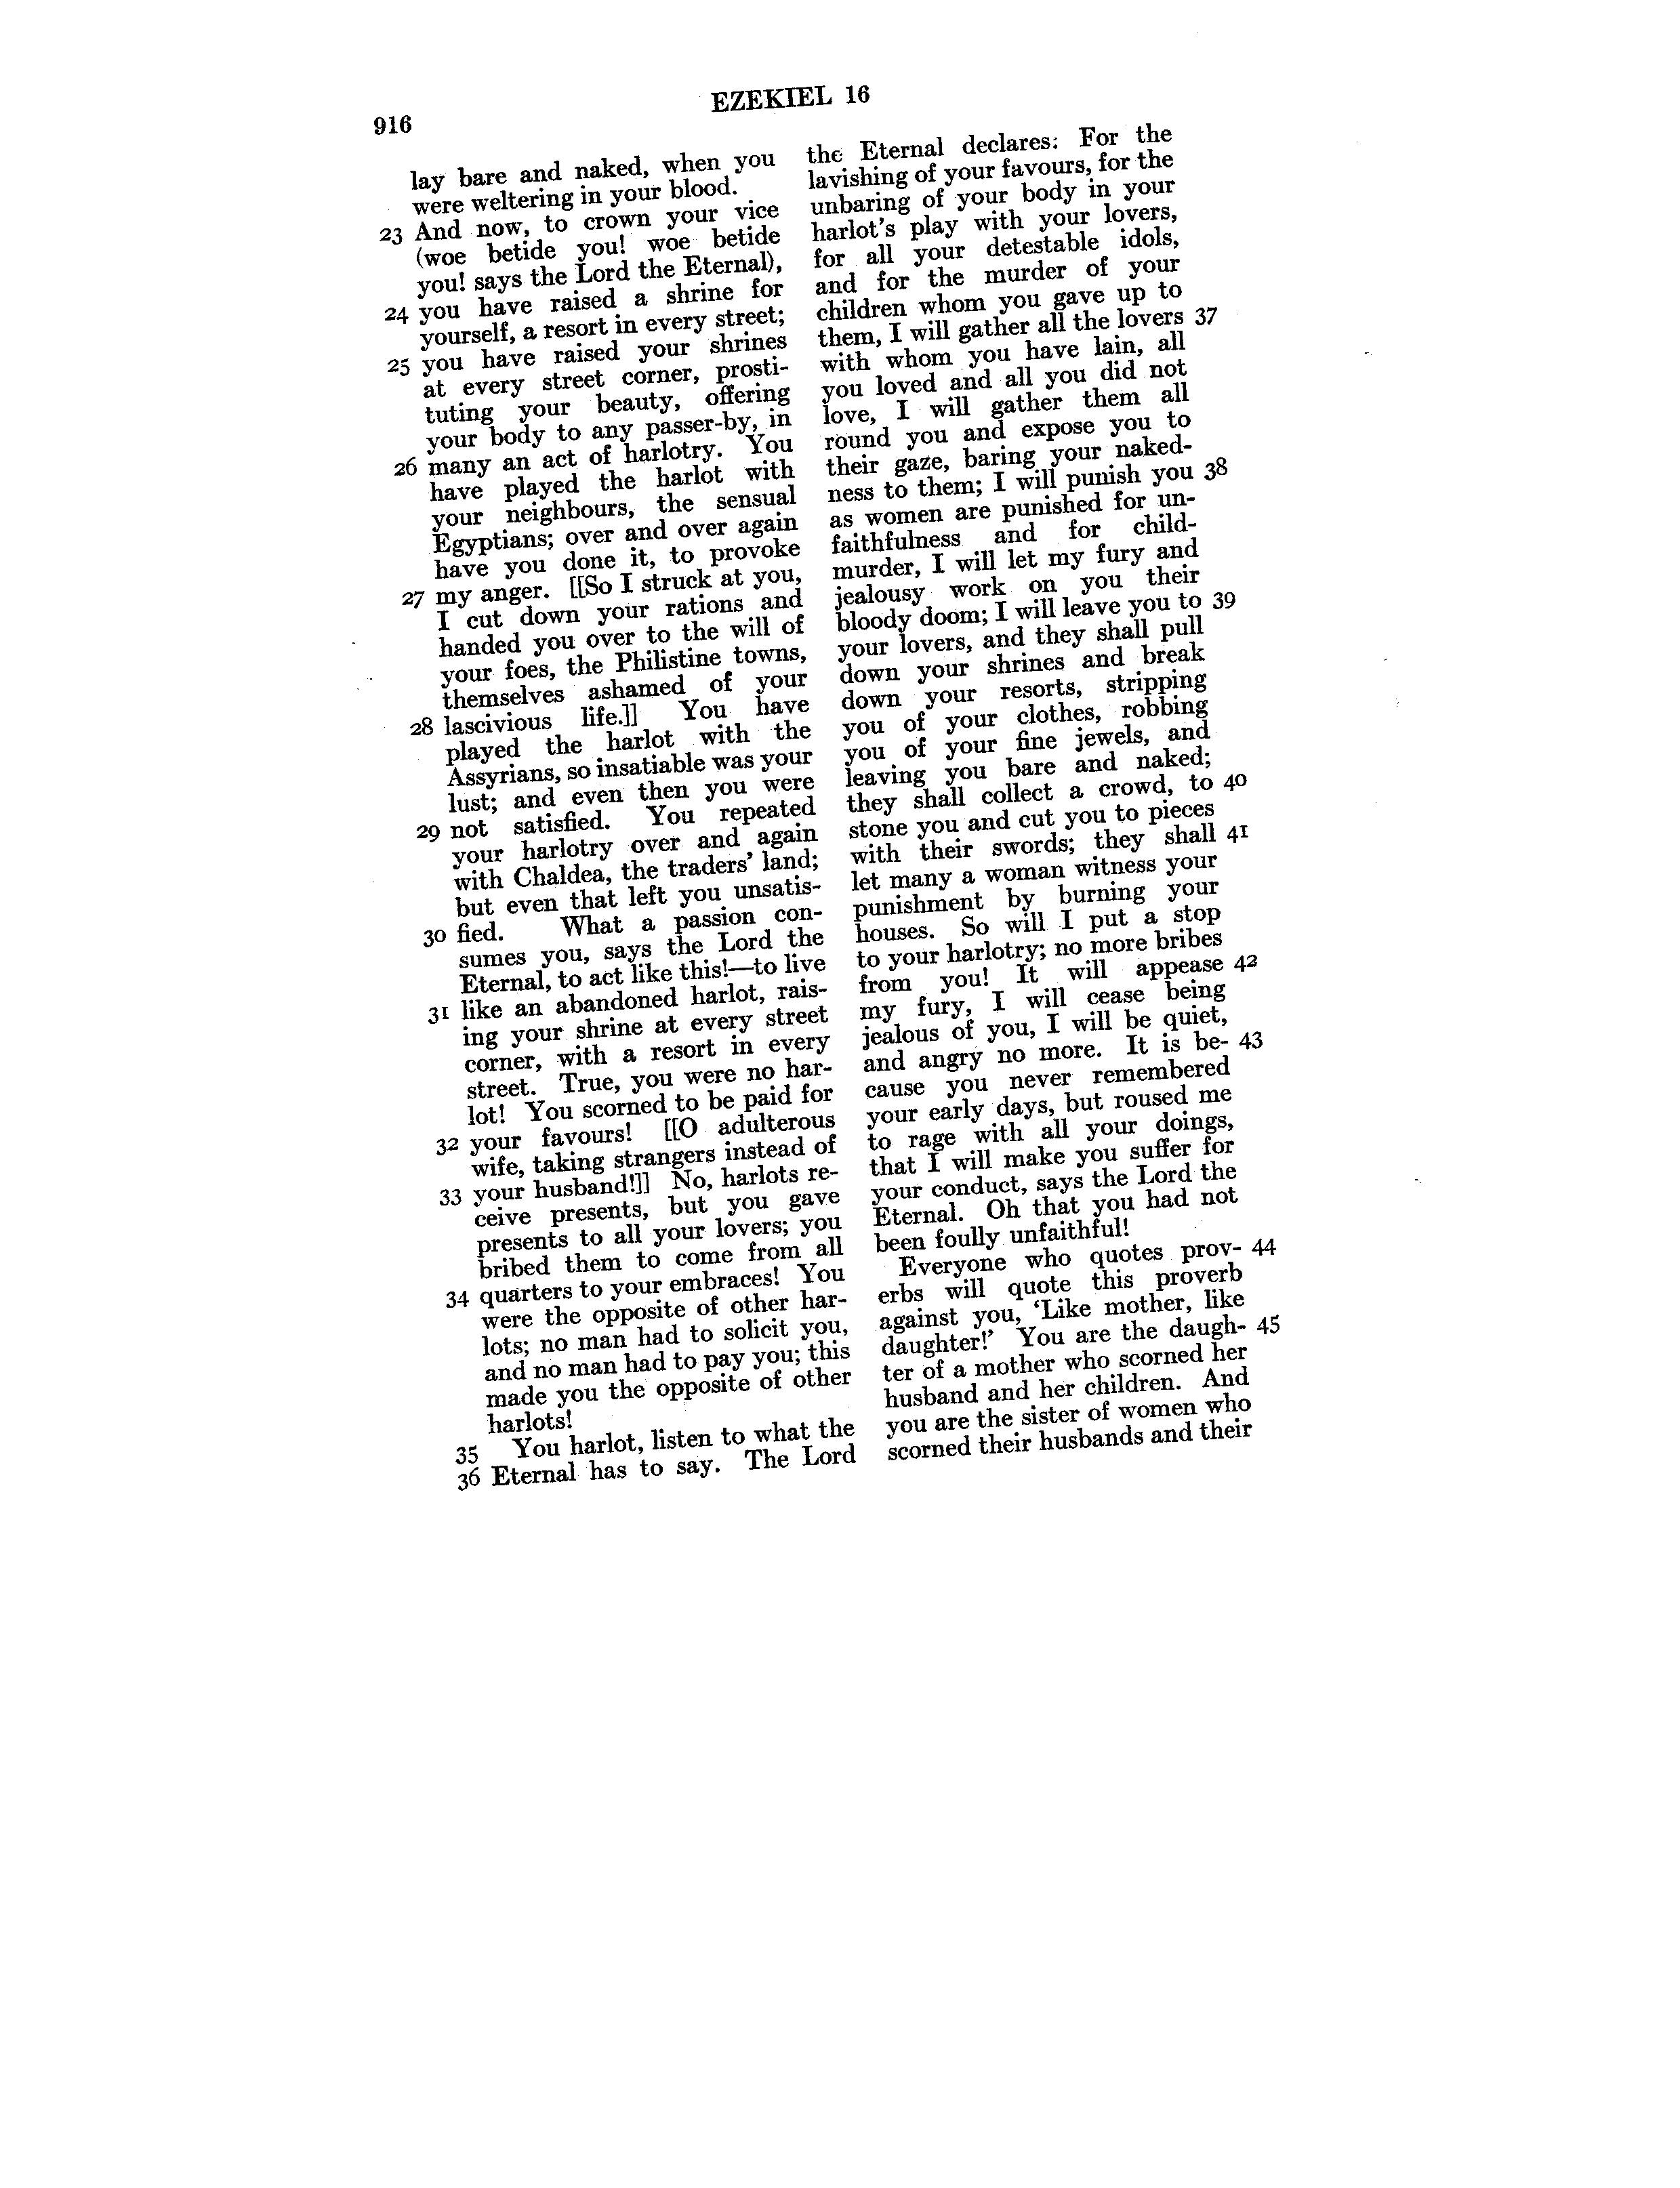 916
EZEKIEL 16
lay bare and naked, when you
were weltering in your blood.
23 And now, to crown your vice
(woe betide you! woe betide
you! says the Lord the Eternal),
24 you have raised a shrine for
yourself, a resort in every street;
25 you have raised your shrines
at every street corner, prosti-
tuting your beauty, offering
your body to any passer-by, in
26 many an act of harlotry. You
have played the harlot with
your neighbours, the sensual
Egyptians; over and over again
have you done it, to provoke
27 my anger. [[So I struck at you,
I cut down your rations and
handed you over to the will of
your foes, the Philistine towns,
themselves ashamed of your
28 lascivious life.]] You have
played the harlot with the
Assyrians, so insatiable was your
lust; and even then you were
29 not satisfied. You repeated
your harlotry over and again
with Chaldea, the traders' land;
but even that left you unsatis-
30 fied. What a passion con-
sumes you, says the Lord the
Eternal, to act like this!—to live
31 like an abandoned harlot, rais-
ing your shrine at every street
corner, with a resort in every
street. True, you were no har-
lot! You scorned to be paid for
32 your favours! [[O adulterous
wife, taking strangers instead of
33 your husband!]] No, harlots re-
ceive presents, but you gave
presents to all your lovers; you
bribed them to come from all
34 quarters to your embraces! You
were the opposite of other har-
lots; no man had to solicit you,
and no man had to pay you; this
made you the opposite of other
harlots!
35 You harlot, listen to what the
36 Eternal has to say. The Lord
the Eternal declares: For the
lavishing of your favours, for the
unbaring of your body in your
harlot's play with your lovers,
for all your detestable idols,
and for the murder of your
children whom you gave up to
them, I will gather all the lovers 37
with whom you have lain, all
you loved and all you did not
love, I will gather them all
round you and expose you to
their gaze, baring your naked-
ness to them; I will punish you 38
as women are punished for un-
faithfulness and for child-
murder, I will let my fury and
jealousy work on you their
bloody doom; I will leave you to 39
your lovers, and they shall pull
down your shrines and break
down your resorts, stripping
you of your clothes, robbing
you of your fine jewels, and
leaving you bare and naked;
they shall collect a crowd, to 40
stone you and cut you to pieces
with their swords; they shall 41
let many a woman witness your
punishment by burning your
houses. So will I put a stop
to your harlotry; no more bribes
from you! It will appease 42
my fury, I will cease being
jealous of you, I will be quiet,
and angry no more. It is be- 43
cause you never remembered
your early days, but roused me
to rage with all your doings,
that I will make you suffer for
your conduct, says the Lord the
Eternal. Oh that you had not
been foully unfaithful!
Everyone who quotes prov- 44
erbs will quote this proverb
against you, 'Like mother, like
daughter!' You are the daugh- 45
ter of a mother who scorned her
husband and her children. And
you are the sister of women who
scorned their husbands and their